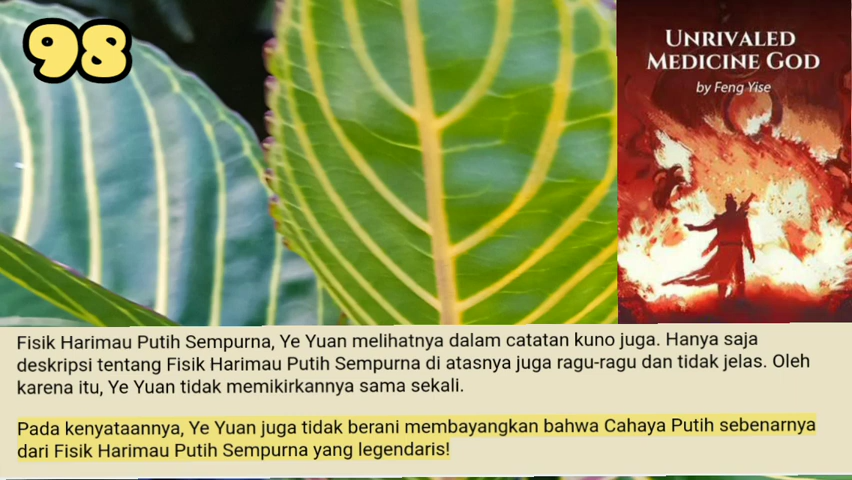 98
UNRIVALED
MEDICINE GOD
by Feng Yise
Fisik Harimau Putih Sempurna, Ye Yuan melihatnya dalam catatan kuno juga. Hanya saja
deskripsi tentang Fisik Harimau Putih Sempurna di atasnya juga ragu-ragu dan tidak jelas. Oleh
karena itu, Ye Yuan tidak memikirkannya sama sekali.
Pada kenyataannya, Ye Yuan juga tidak berani membayangkan bahwa Cahaya Putih sebenarnya
dari Fisik Harimau Putih Sempurna yang legendaris!